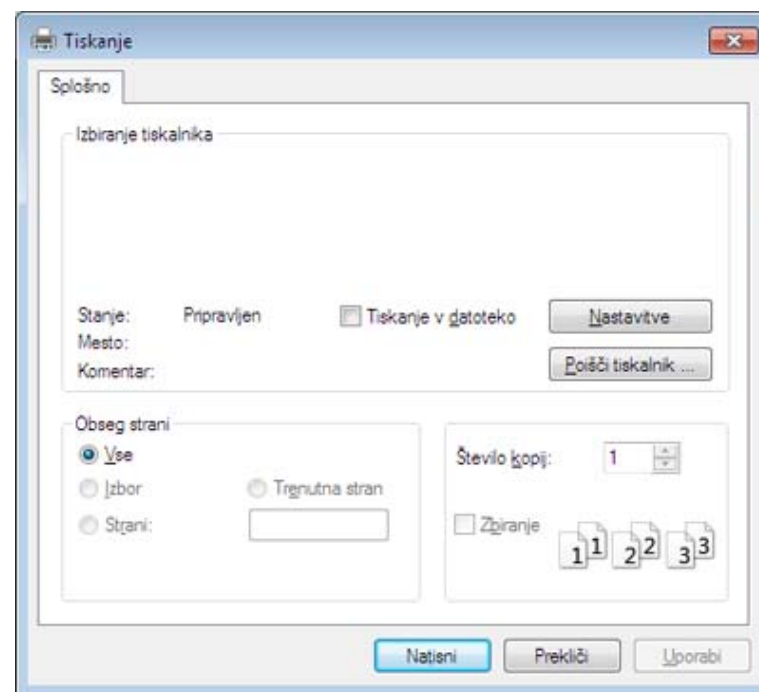 Tiskanje
Splošno
Izbiranje tiskalnika
Stanje: Pripravljen Tiskanje v datoteko Nastavitve
Mesto:
Komentar: Poišči tiskalnik ...
Obseg strani
Vse Število kopij: 1
Izbor Trenutna stran
Strani: Zbiranje
1 1 2 2 3 3
Natisni Prekliči Uporabi